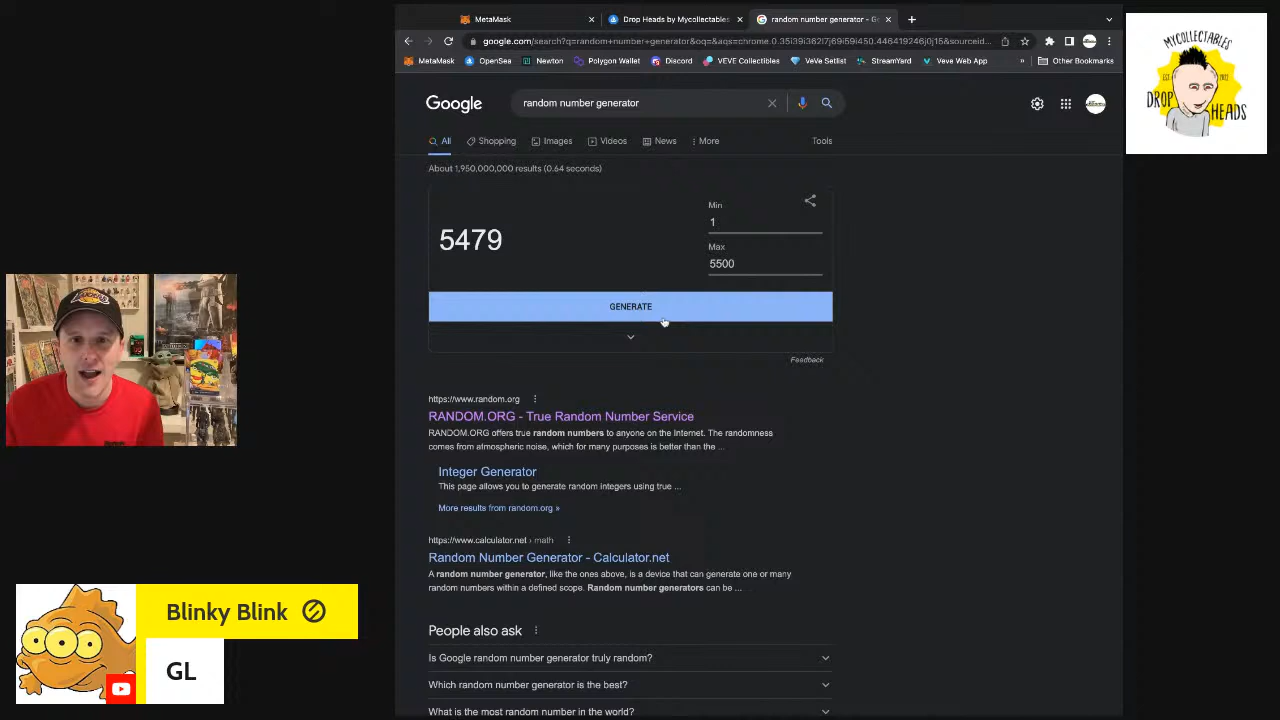 MetaMask
Drop Heads by Mycollectables
random number generator - G
google.com/search?q=random+number+generator&oq=&aqs=chrome.0.35i39i362l7j69i59i450.446419246j0j15&sourceid...
MetaMask
OpenSea
Newton
Polygon Wallet
Discord
VEVE Collectibles
VeVe Setlist
StreamYard
Veve Web App
»
Other Bookmarks
MYCOLLECTABLES
EST
DROP HEADS
Google
random number generator
All
Shopping
Images
Videos
News
More
Tools
About 1,950,000,000 results (0.64 seconds)
5479
Min
1
Max
5500
GENERATE
Feedback
https://www.random.org
RANDOM.ORG - True Random Number Service
RANDOM.ORG offers true random numbers to anyone on the Internet. The randomness
comes from atmospheric noise, which for many purposes is better than the ...
Integer Generator
This page allows you to generate random integers using true ...
More results from random.org »
https://www.calculator.net › math
Random Number Generator - Calculator.net
A random number generator, like the ones above, is a device that can generate one or many
random numbers within a defined scope. Random number generators can be ...
People also ask
Is Google random number generator truly random?
Which random number generator is the best?
What is the most random number in the world?
Blinky Blink
GL